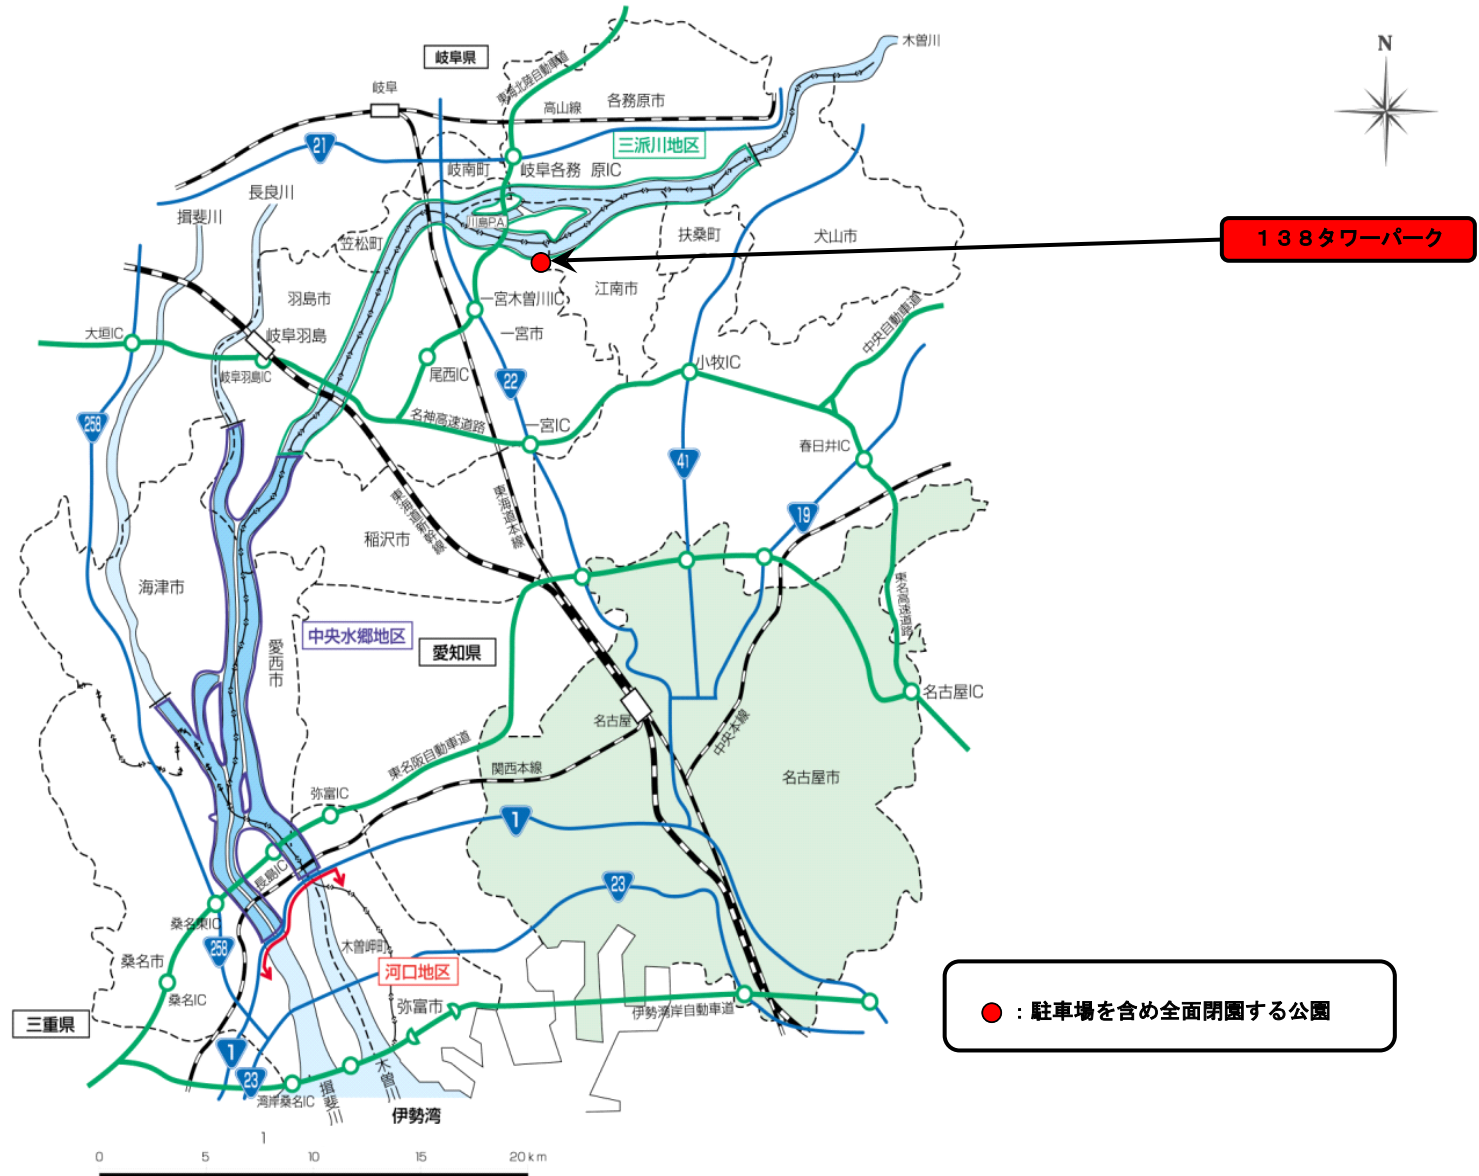 岐阜県
木曽川
N
東海北陸自動車道
岐阜
高山線
各務原市
21
三派川地区
岐南町
岐阜各務原IC
長良川
揖斐川
川島P.A
笠松町
扶桑町
犬山市
138タワーパーク
羽島市
江南市
一宮木曽川IC
大垣IC
岐阜羽島
一宮市
中央自動車道
小牧IC
岐阜羽島IC
尾西IC
22
258
名神高速道路
一宮IC
春日井IC
41
東海道新幹線
東海道本線
19
稲沢市
海津市
東名高速道路
中央水郷地区
愛知県
愛西市
名古屋IC
名古屋
中央本線
東名阪自動車道
関西本線
名古屋市
弥富IC
1
長島IC
23
桑名東IC
258
木曽岬町
桑名市
河口地区
桑名IC
弥富市
伊勢湾岸自動車道
:駐車場を含め全面閉園する公園
三重県
1
23
湾岸桑名IC
揖斐川
木曽川
伊勢湾
1
0 5 10 15 20 km